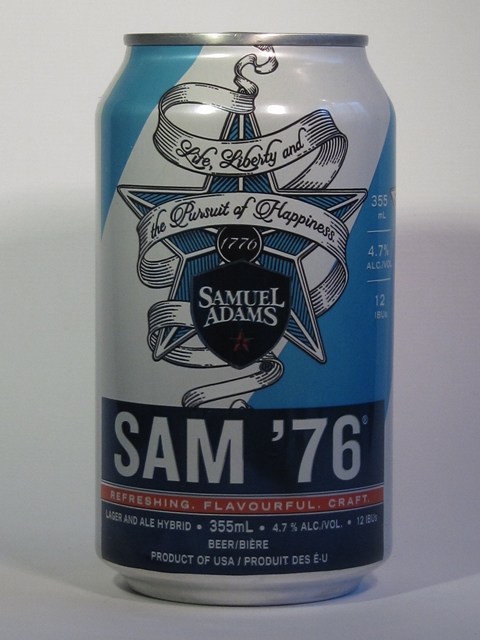 Life, Liberty and
the Pursuit of Happiness.
1776
SAMUEL
ADAMS
355
mL
4.7%
ALC./VOL.
12
IBUs
SAM '76®
REFRESHING. FLAVOURFUL. CRAFT.
LAGER AND ALE HYBRID • 355mL • 4.7 % ALC./VOL. • 12 IBUs
BEER/BIÈRE
PRODUCT OF USA / PRODUIT DES É-U